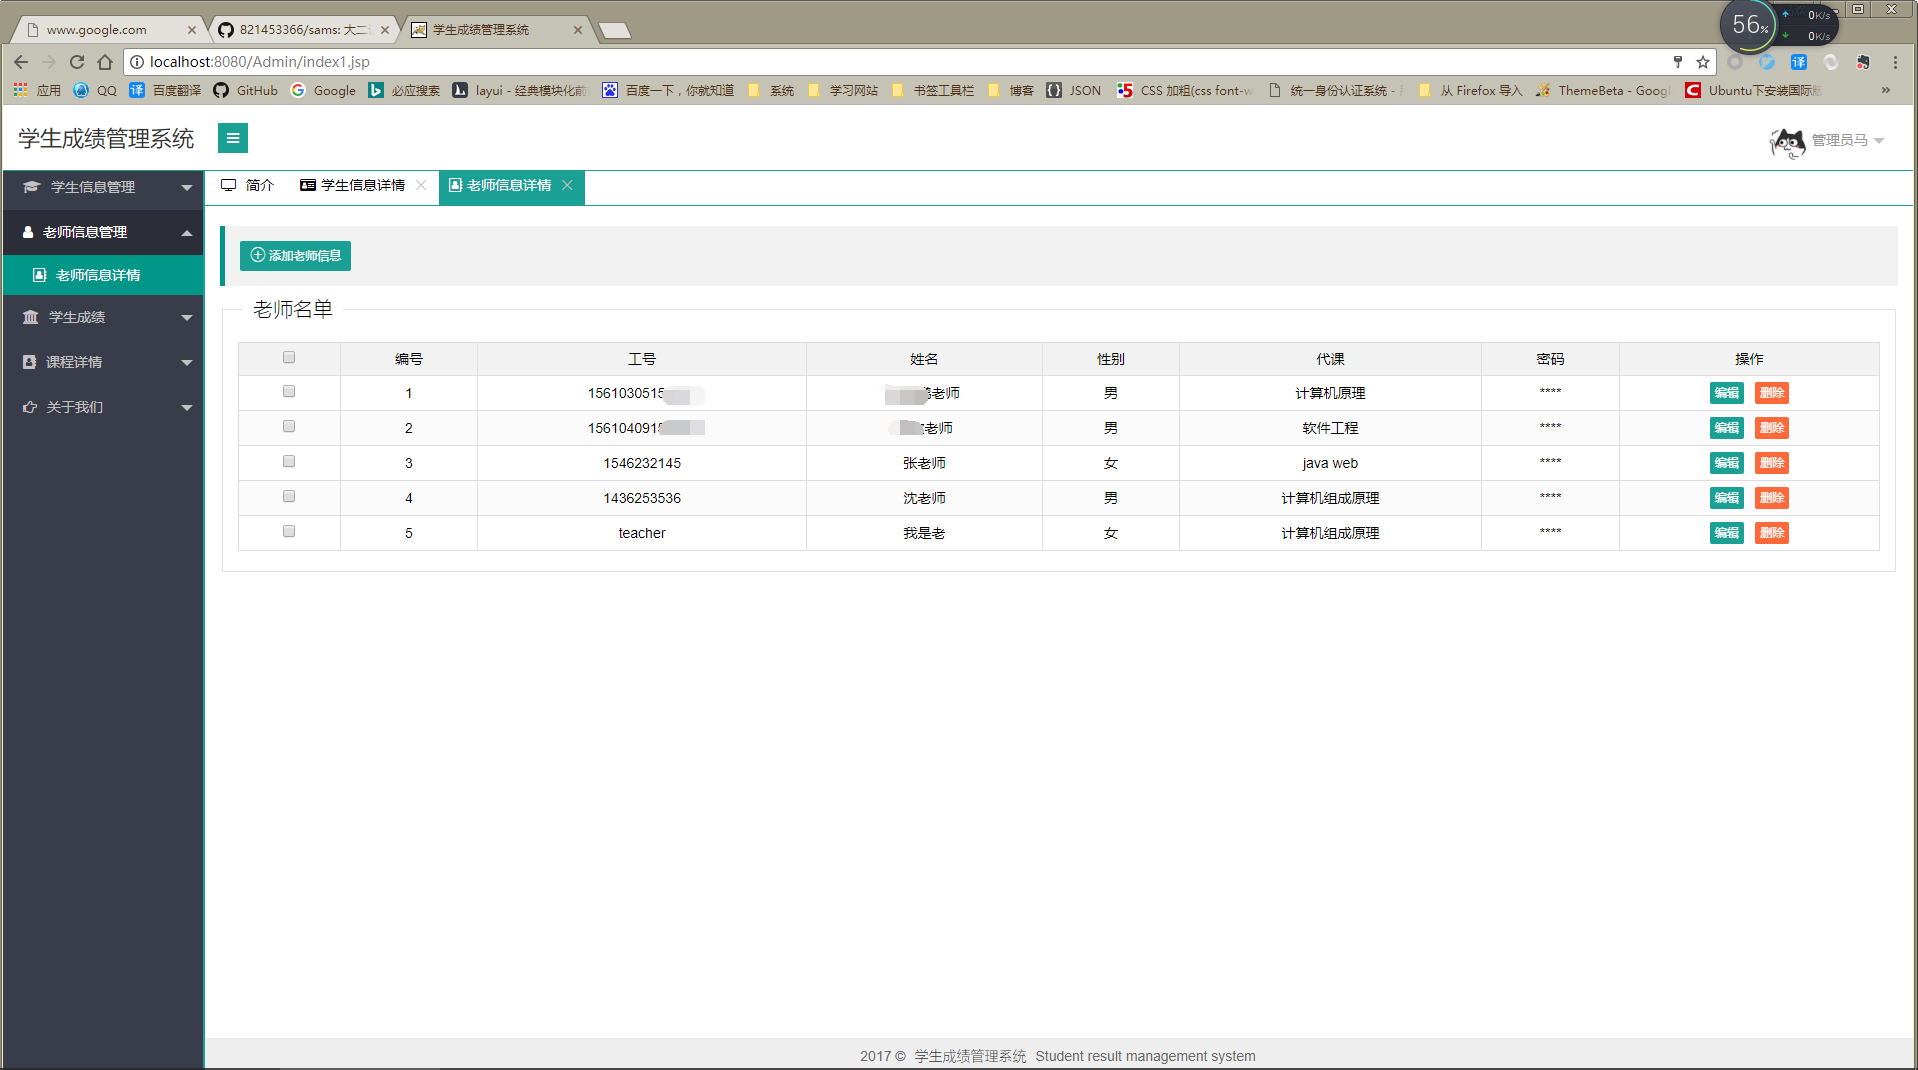 www.google.com
821453366/sams: 大二
学生成绩管理系统
56%
0K/s
0K/s
localhost:8080/Admin/index1.jsp
应用 QQ 百度翻译 GitHub Google 必应搜索 layui - 经典模块化前 百度一下，你就知道 系统 学习网站 书签工具栏 博客 JSON CSS 加粗(css font-w 统一身份认证系统 - 从 Firefox 导入 ThemeBeta - Googl Ubuntu下安装国际版 »
学生成绩管理系统
管理员马
学生信息管理
老师信息管理
老师信息详情
学生成绩
课程详情
关于我们
简介 学生信息详情 老师信息详情
添加老师信息
老师名单
编号 工号 姓名 性别 代课 密码 操作
1 1561030515 老师 男 计算机原理 **** 编辑 删除
2 156104091 老师 男 软件工程 **** 编辑 删除
3 1546232145 张老师 女 java web **** 编辑 删除
4 1436253536 沈老师 男 计算机组成原理 **** 编辑 删除
5 teacher 我是老 女 计算机组成原理 **** 编辑 删除
2017 © 学生成绩管理系统 Student result management system